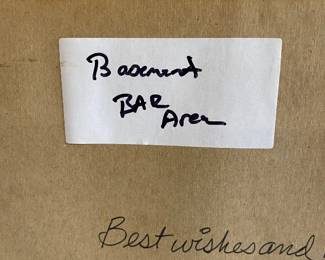 Basement
BAR
Area
Best wishes and